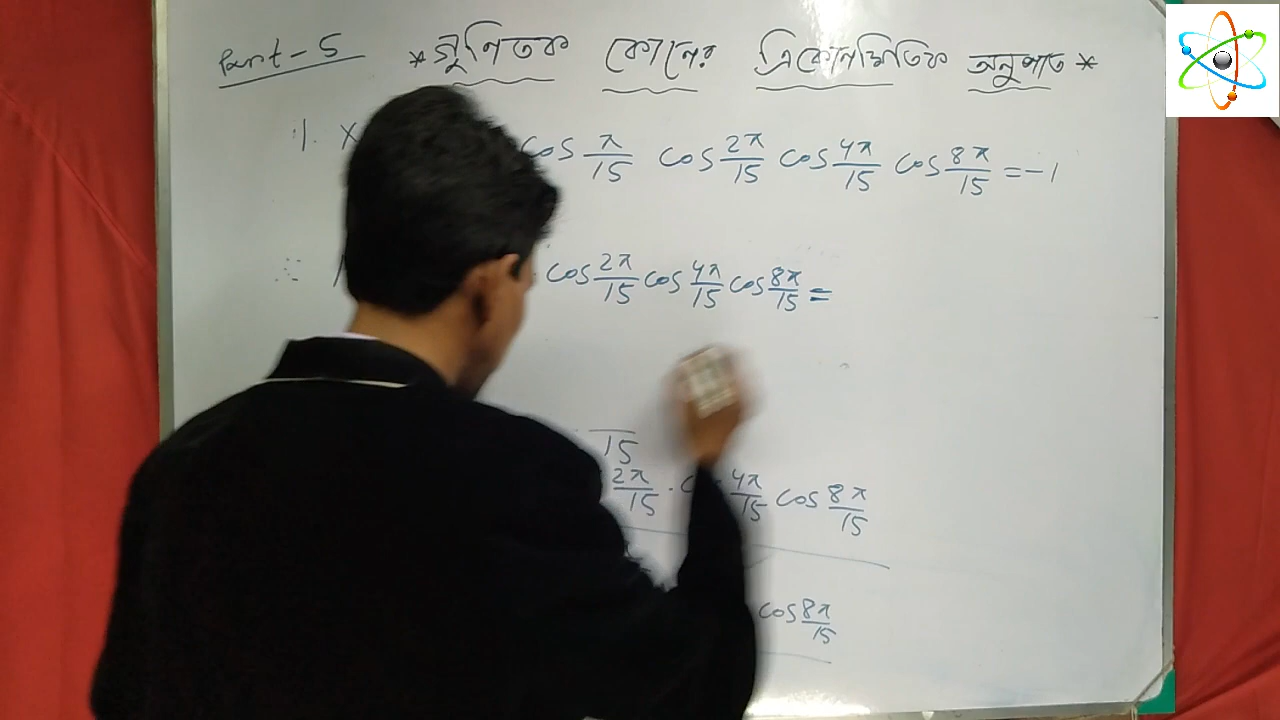 Part - 5 * গুনিতক কোনের ত্রিকোনমিতিক অনুপাত *
1. cos π/15 cos 2π/15 cos 4π/15 cos 8π/15 = -1
∴ cos 2π/15 cos 4π/15 cos 8π/15 =
15
2π/15 . 4π/15 cos 8π/15
cos 8π/15